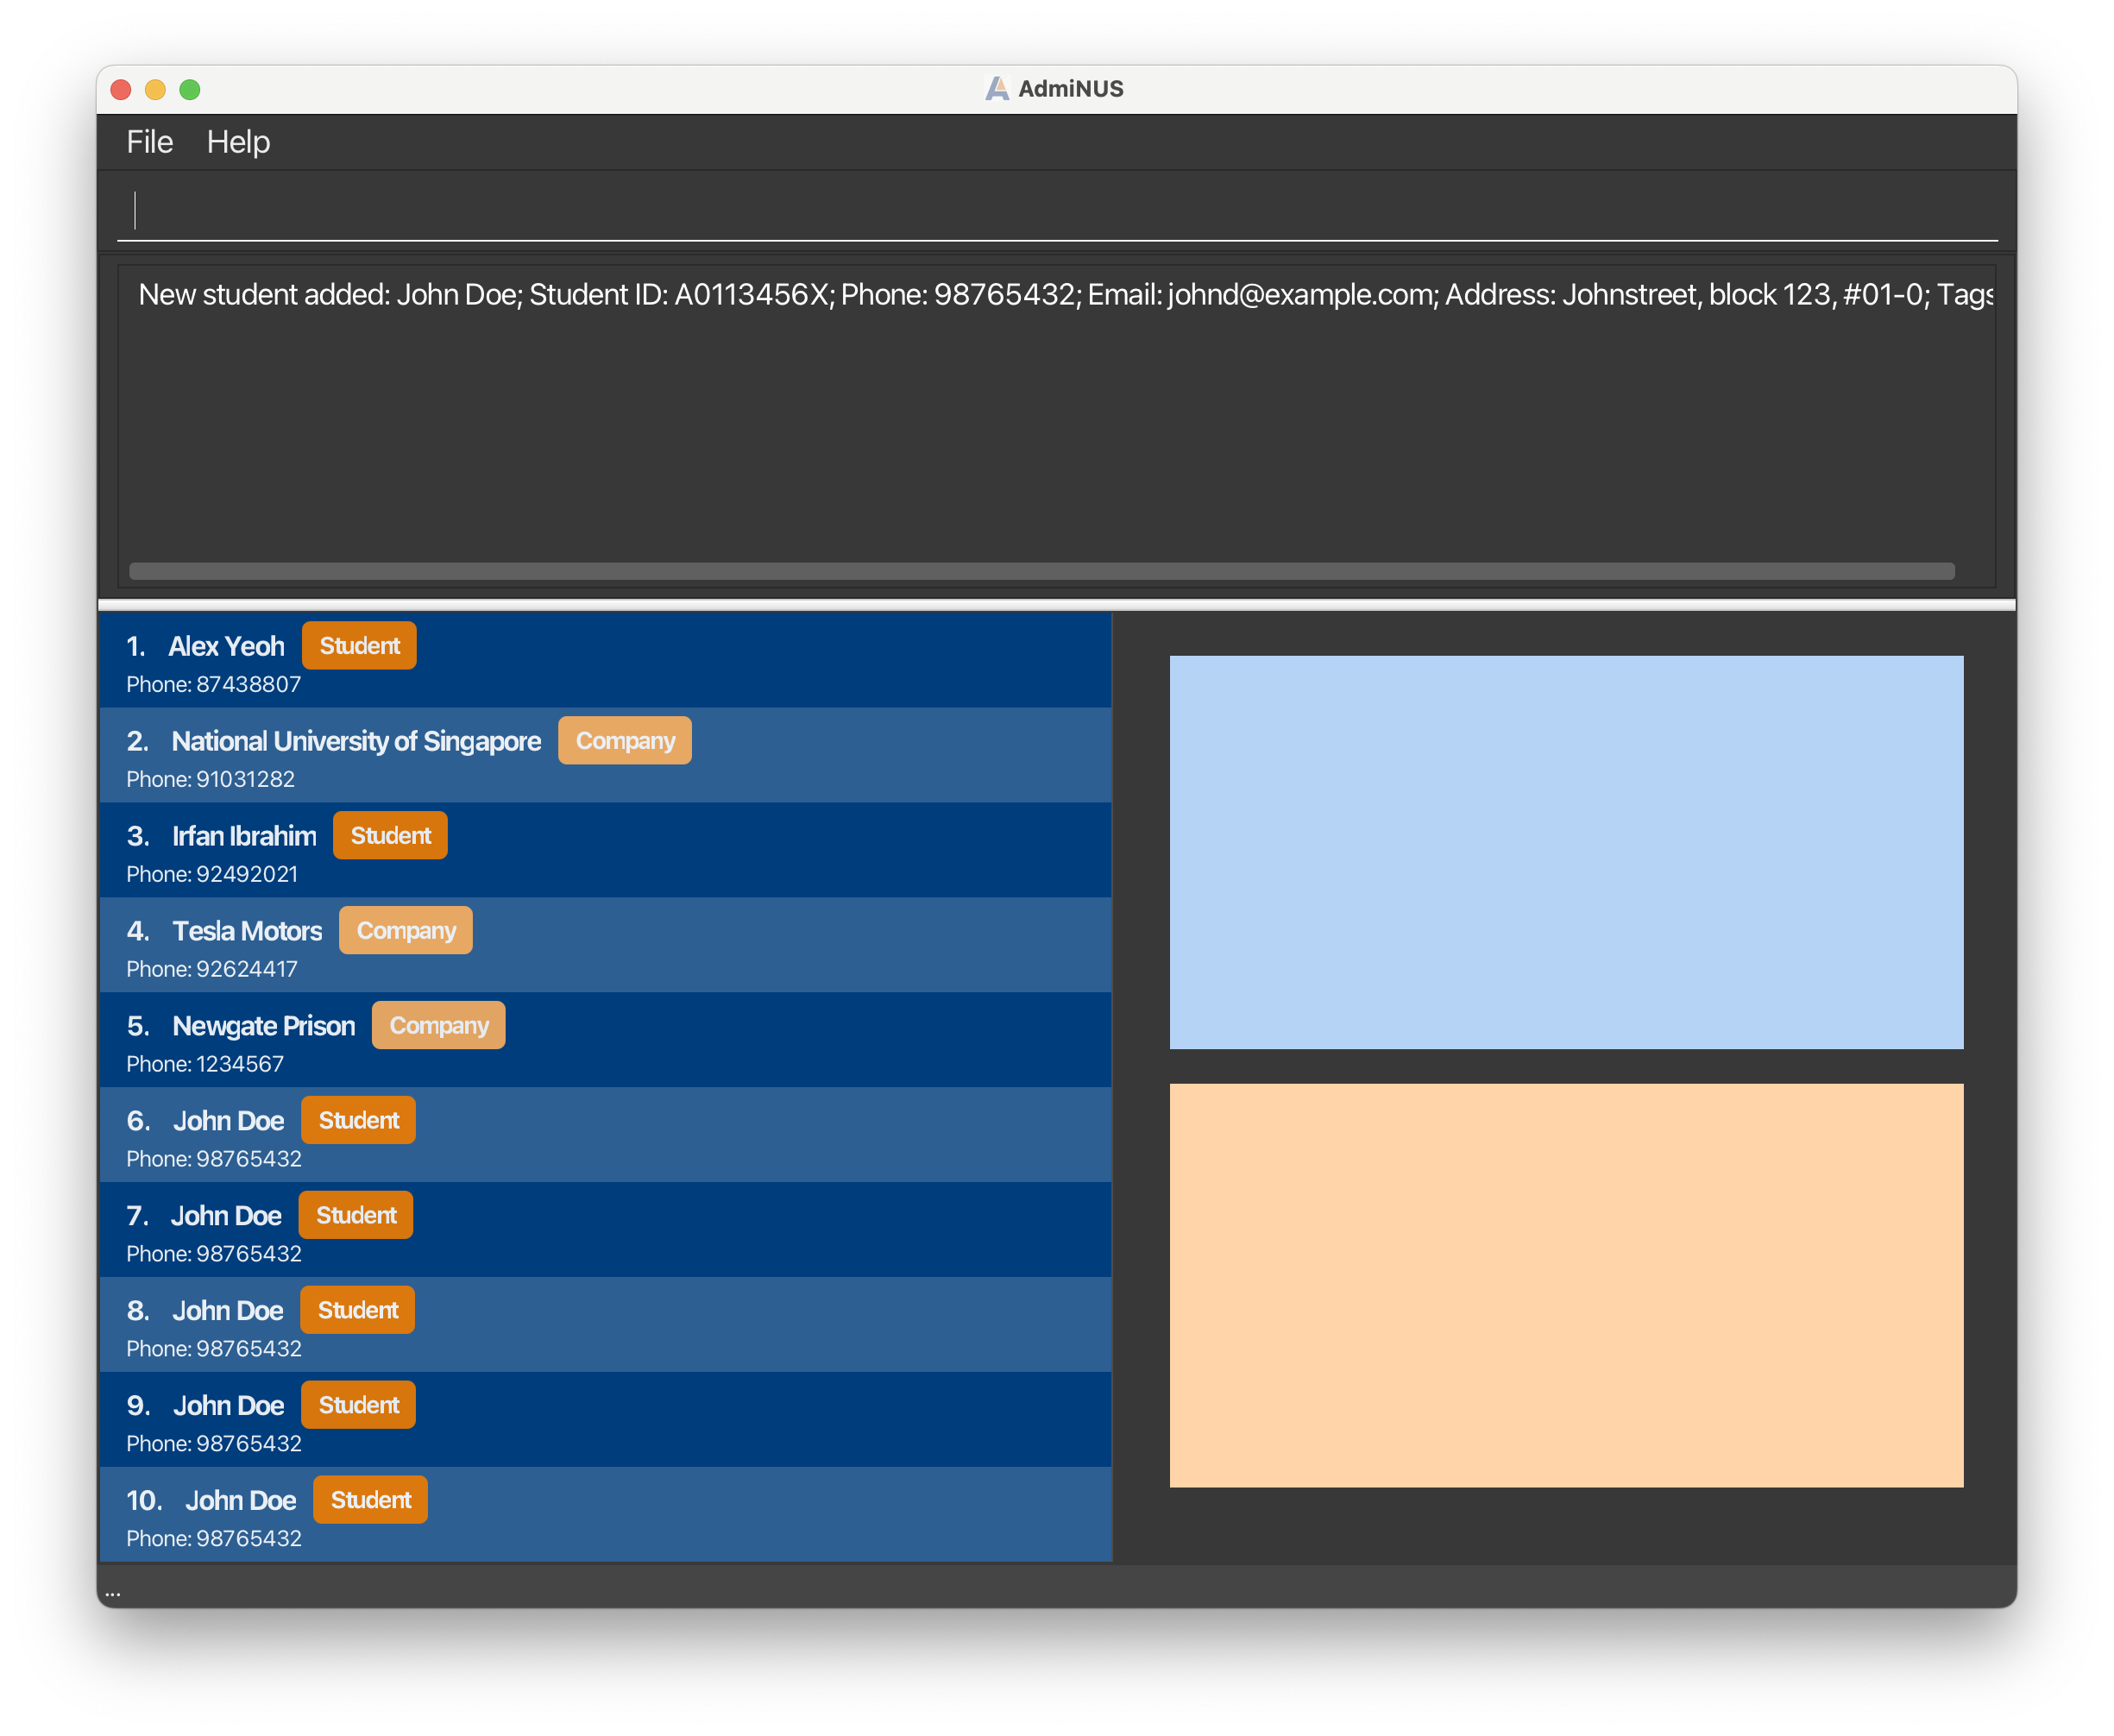 AdmiNUS
File Help
New student added: John Doe; Student ID: A0113456X; Phone: 98765432; Email: johnd@example.com; Address: Johnstreet, block 123, #01-0; Tags
1. Alex Yeoh Student
Phone: 87438807
2. National University of Singapore Company
Phone: 91031282
3. Irfan Ibrahim Student
Phone: 92492021
4. Tesla Motors Company
Phone: 92624417
5. Newgate Prison Company
Phone: 1234567
6. John Doe Student
Phone: 98765432
7. John Doe Student
Phone: 98765432
8. John Doe Student
Phone: 98765432
9. John Doe Student
Phone: 98765432
10. John Doe Student
Phone: 98765432
...